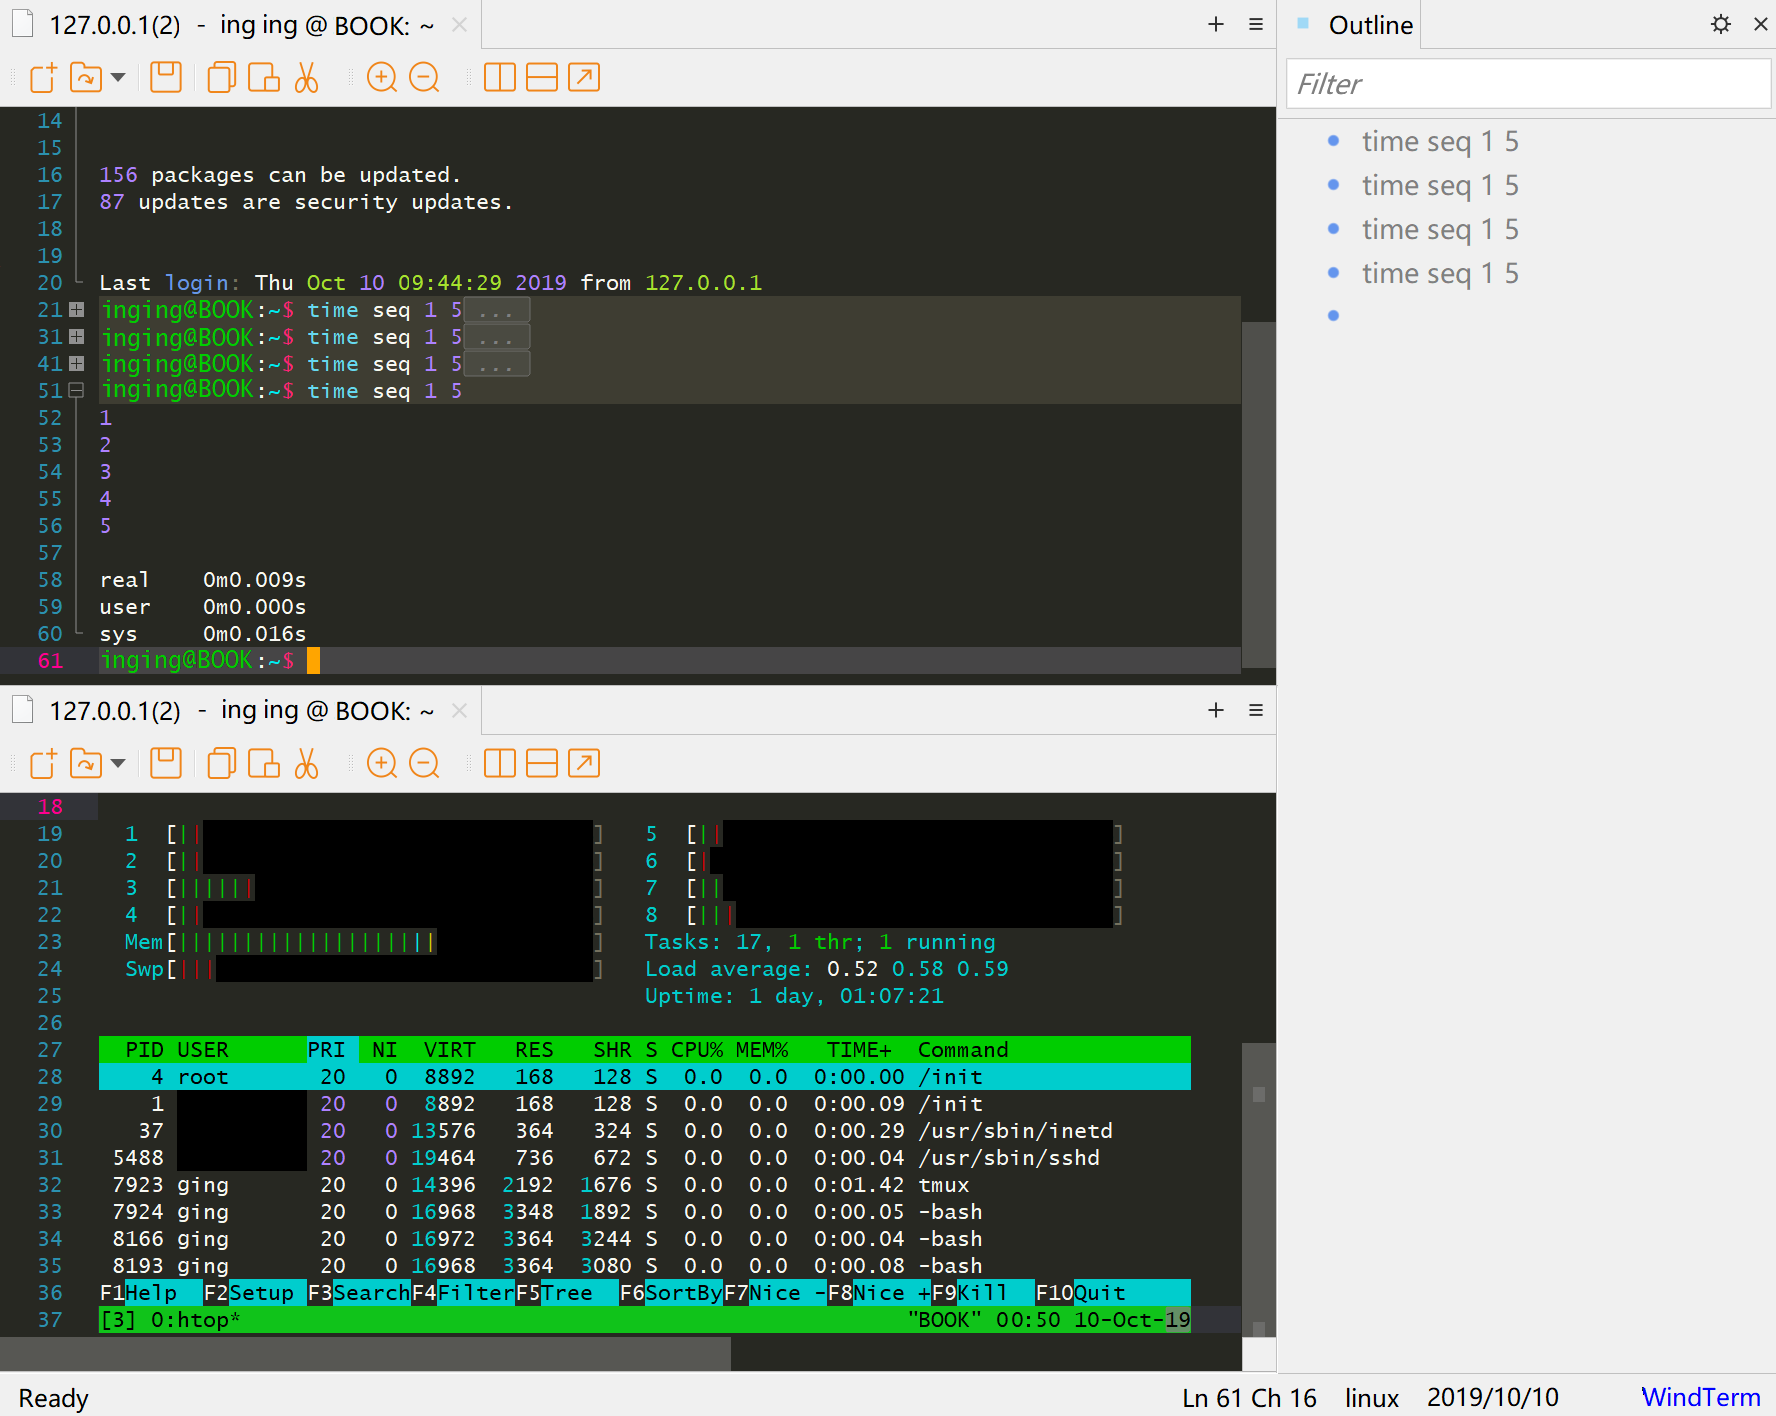 127.0.0.1(2) - ing ing @ BOOK: ~
Outline
Filter
time seq 1 5
time seq 1 5
time seq 1 5
time seq 1 5
14
15
16 156 packages can be updated.
17 87 updates are security updates.
18
19
20 Last login: Thu Oct 10 09:44:29 2019 from 127.0.0.1
21 inging@BOOK:~$ time seq 1 5 ...
31 inging@BOOK:~$ time seq 1 5 ...
41 inging@BOOK:~$ time seq 1 5 ...
51 inging@BOOK:~$ time seq 1 5
52 1
53 2
54 3
55 4
56 5
57
58 real 0m0.009s
59 user 0m0.000s
60 sys 0m0.016s
61 inging@BOOK:~$
127.0.0.1(2) - ing ing @ BOOK: ~
18
19 1 [|| ] 5 [|| ]
20 2 [|| ] 6 [| ]
21 3 [|||||| ] 7 [|| ]
22 4 [|| ] 8 [||| ]
23 Mem[|||||||||||||||||||| ] Tasks: 17, 1 thr; 1 running
24 Swp[||| ] Load average: 0.52 0.58 0.59
25 Uptime: 1 day, 01:07:21
26
27 PID USER PRI NI VIRT RES SHR S CPU% MEM% TIME+ Command
28 4 root 20 0 8892 168 128 S 0.0 0.0 0:00.00 /init
29 1 20 0 8892 168 128 S 0.0 0.0 0:00.09 /init
30 37 20 0 13576 364 324 S 0.0 0.0 0:00.29 /usr/sbin/inetd
31 5488 20 0 19464 736 672 S 0.0 0.0 0:00.04 /usr/sbin/sshd
32 7923 ging 20 0 14396 2192 1676 S 0.0 0.0 0:01.42 tmux
33 7924 ging 20 0 16968 3348 1892 S 0.0 0.0 0:00.05 -bash
34 8166 ging 20 0 16972 3364 3244 S 0.0 0.0 0:00.04 -bash
35 8193 ging 20 0 16968 3364 3080 S 0.0 0.0 0:00.08 -bash
36 F1Help F2Setup F3SearchF4FilterF5Tree F6SortByF7Nice -F8Nice +F9Kill F10Quit
37 [3] 0:htop* "BOOK" 00:50 10-Oct-19
Ready Ln 61 Ch 16 linux 2019/10/10 WindTerm